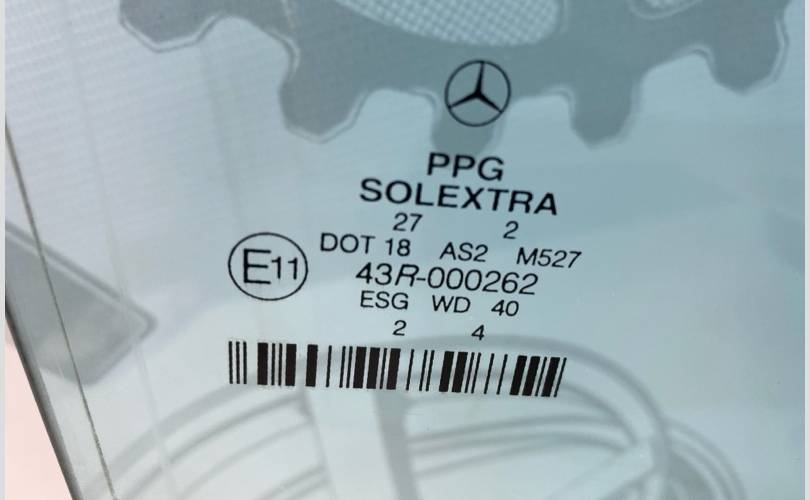 PPG
SOLEXTRA
27 2
DOT 18 AS2 M527
E11
43R-000262
ESG WD 40
2 4